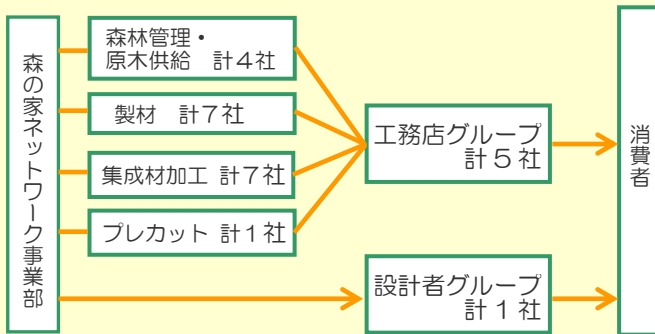 森の家ネットワーク事業部
森林管理・
原木供給 計4社
製材 計7社
集成材加工 計7社
プレカット 計1社
工務店グループ
計5社
設計者グループ
計1社
消費者